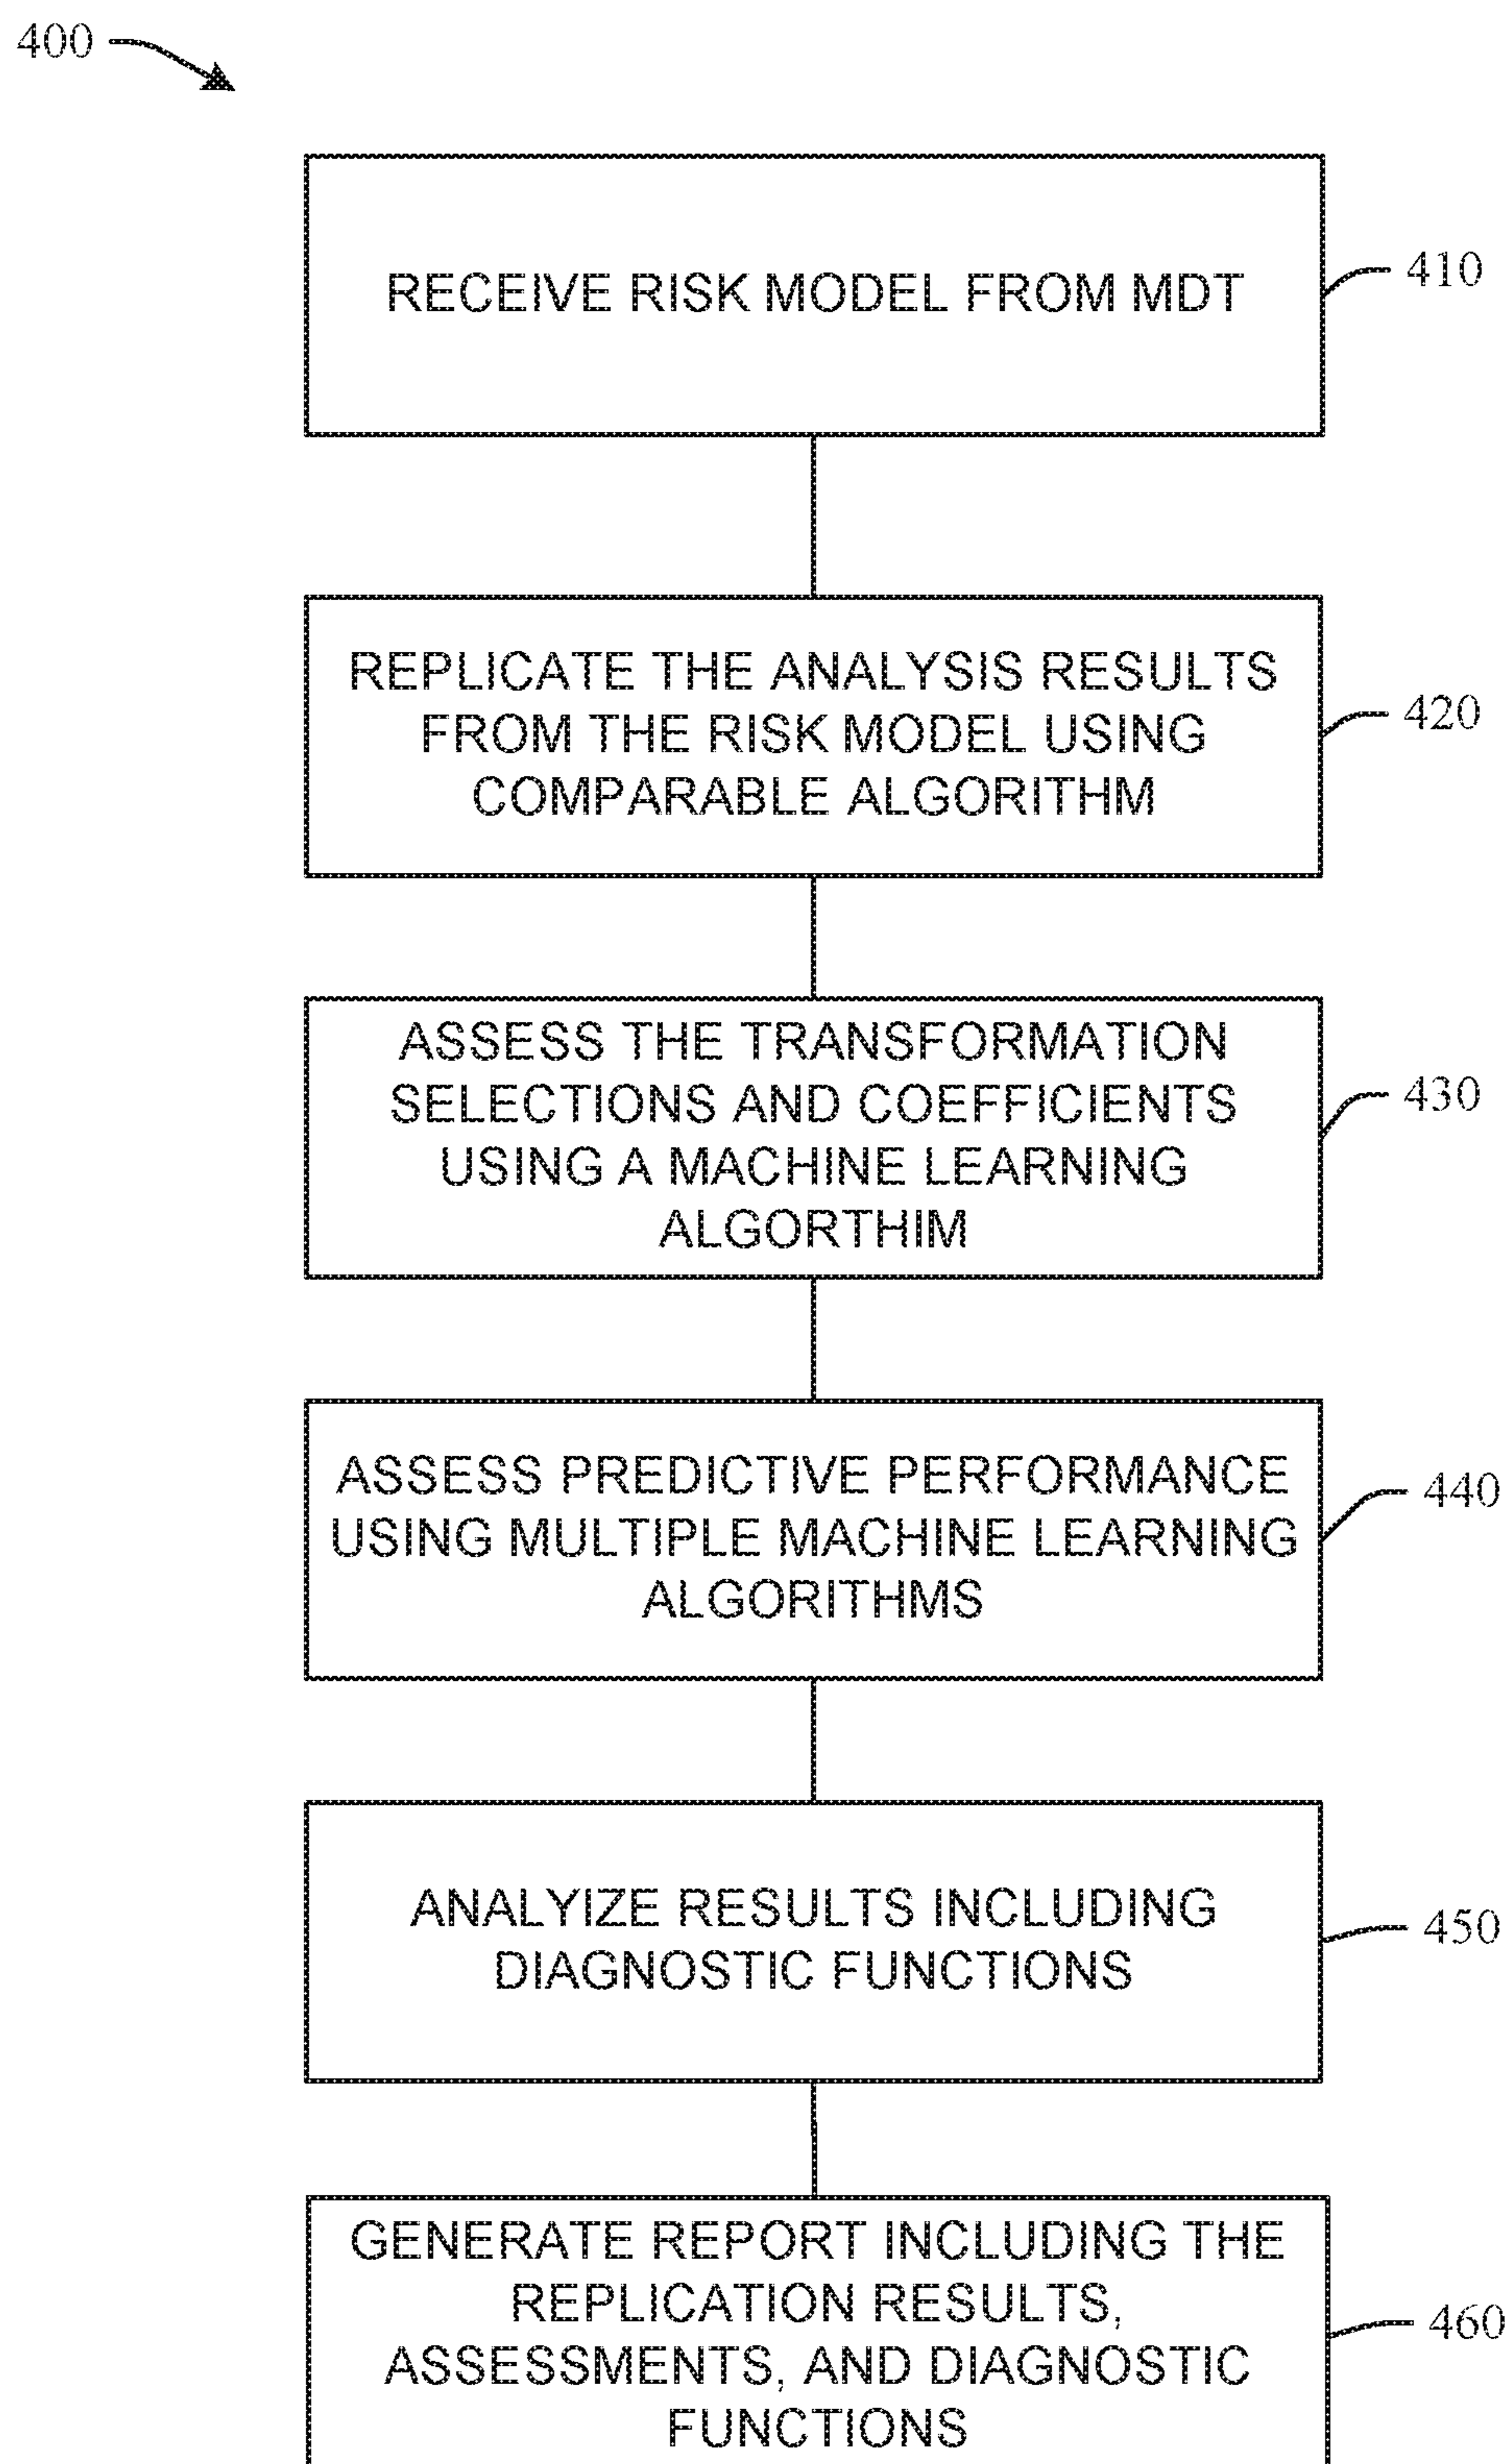 400
RECEIVE RISK MODEL FROM MDT
410
REPLICATE THE ANALYSIS RESULTS
FROM THE RISK MODEL USING
COMPARABLE ALGORITHM
420
ASSESS THE TRANSFORMATION
SELECTIONS AND COEFFICIENTS
USING A MACHINE LEARNING
ALGORTHIM
430
ASSESS PREDICTIVE PERFORMANCE
USING MULTIPLE MACHINE LEARNING
ALGORITHMS
440
ANALYIZE RESULTS INCLUDING
DIAGNOSTIC FUNCTIONS
450
GENERATE REPORT INCLUDING THE
REPLICATION RESULTS,
ASSESSMENTS, AND DIAGNOSTIC
FUNCTIONS
460